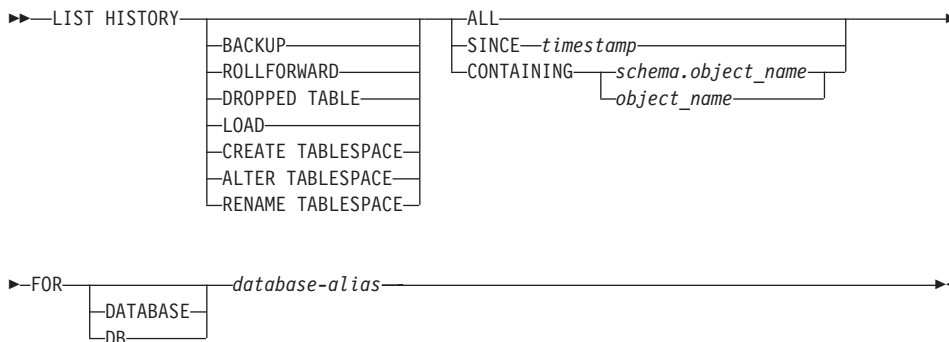 LIST HISTORY ALL
BACKUP SINCE timestamp
ROLLFORWARD CONTAINING schema.object_name
DROPPED TABLE object_name
LOAD
CREATE TABLESPACE
ALTER TABLESPACE
RENAME TABLESPACE
FOR database-alias
DATABASE
DB